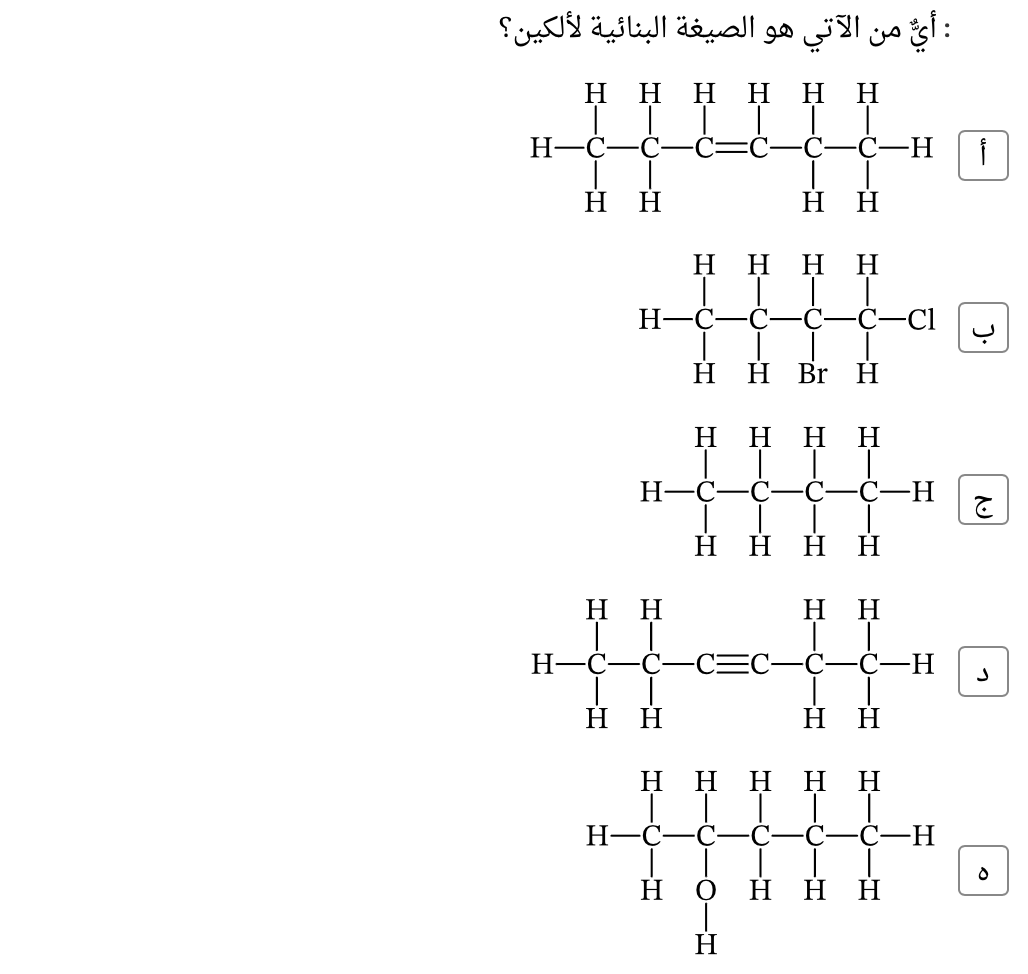 : أيٌّ من الآتي هو الصيغة البنائية لألكين؟
أ
H H H H H H
H—C—C—C=C—C—C—H
H H H H
ب
H H H H
H—C—C—C—C—Cl
H H Br H
ج
H H H H
H—C—C—C—C—H
H H H H
د
H H H H
H—C—C—C≡C—C—C—H
H H H H
ه
H H H H H
H—C—C—C—C—C—H
H O H H H
H